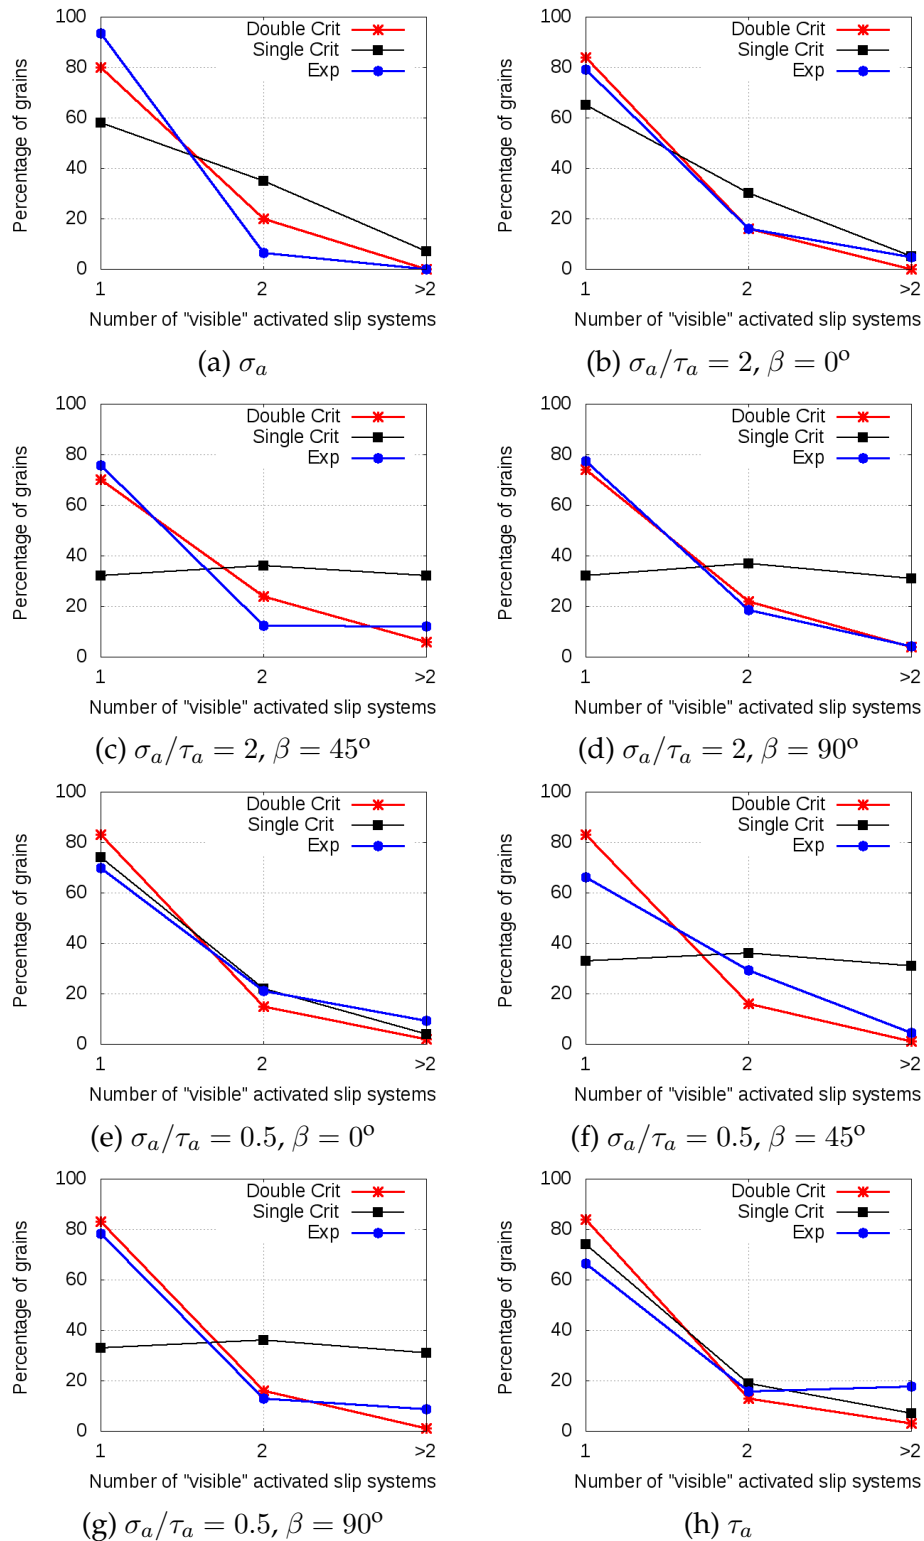 100
80
60
40
20
0
Percentage of grains
Double Crit
Single Crit
Exp
1 2 >2
Number of "visible" activated slip systems
(a) σₐ
100
80
60
40
20
0
Percentage of grains
Double Crit
Single Crit
Exp
1 2 >2
Number of "visible" activated slip systems
(b) σₐ/τₐ = 2, β = 0º
100
80
60
40
20
0
Percentage of grains
Double Crit
Single Crit
Exp
1 2 >2
Number of "visible" activated slip systems
(c) σₐ/τₐ = 2, β = 45º
100
80
60
40
20
0
Percentage of grains
Double Crit
Single Crit
Exp
1 2 >2
Number of "visible" activated slip systems
(d) σₐ/τₐ = 2, β = 90º
100
80
60
40
20
0
Percentage of grains
Double Crit
Single Crit
Exp
1 2 >2
Number of "visible" activated slip systems
(e) σₐ/τₐ = 0.5, β = 0º
100
80
60
40
20
0
Percentage of grains
Double Crit
Single Crit
Exp
1 2 >2
Number of "visible" activated slip systems
(f) σₐ/τₐ = 0.5, β = 45º
100
80
60
40
20
0
Percentage of grains
Double Crit
Single Crit
Exp
1 2 >2
Number of "visible" activated slip systems
(g) σₐ/τₐ = 0.5, β = 90º
100
80
60
40
20
0
Percentage of grains
Double Crit
Single Crit
Exp
1 2 >2
Number of "visible" activated slip systems
(h) τₐ